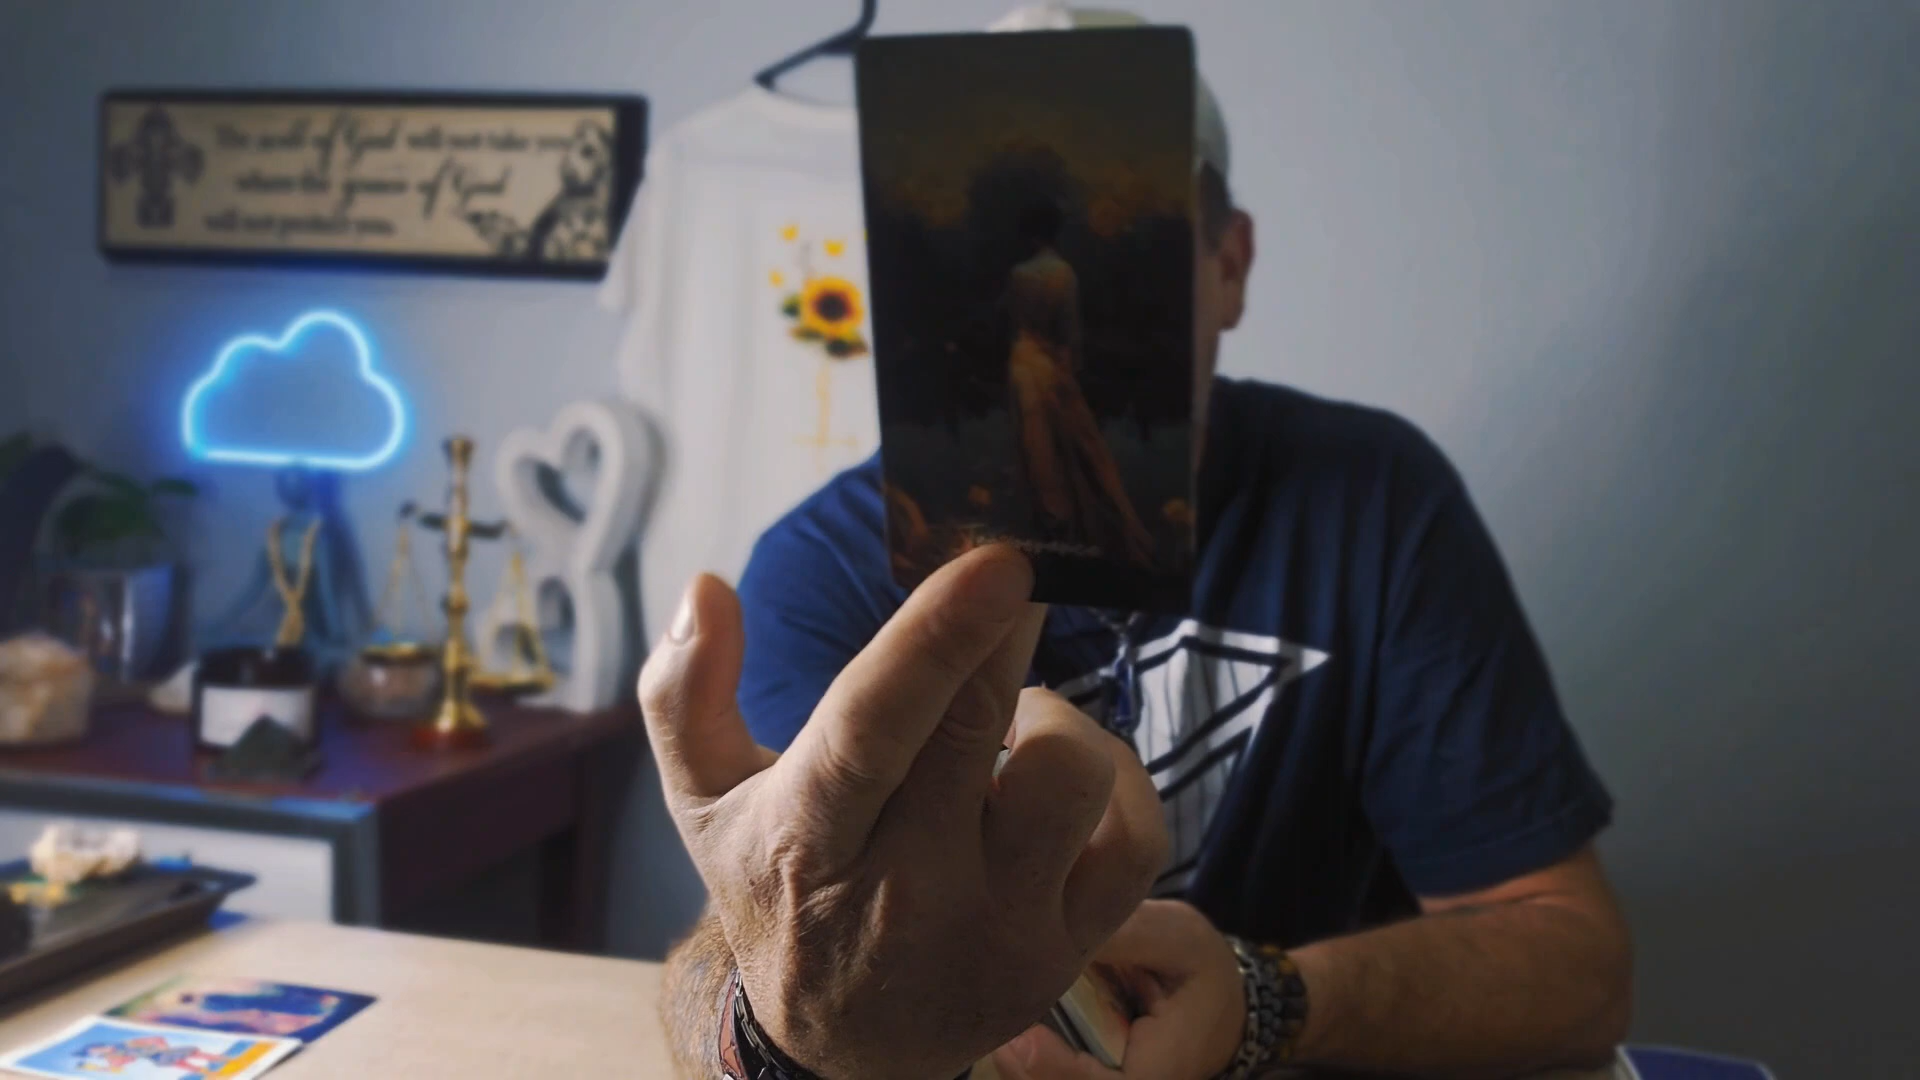 The will of God will not take you
where the grace of God
will not protect you.